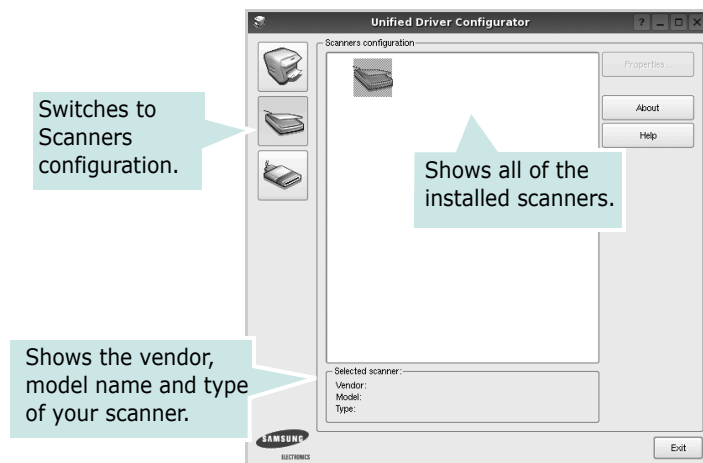 Unified Driver Configurator
Scanners configuration
Properties...
About
Help
Switches to
Scanners
configuration.
Shows all of the
installed scanners.
Shows the vendor,
model name and type
of your scanner.
Selected scanner:
Vendor:
Model:
Type:
SAMSUNG
ELECTRONICS
Exit